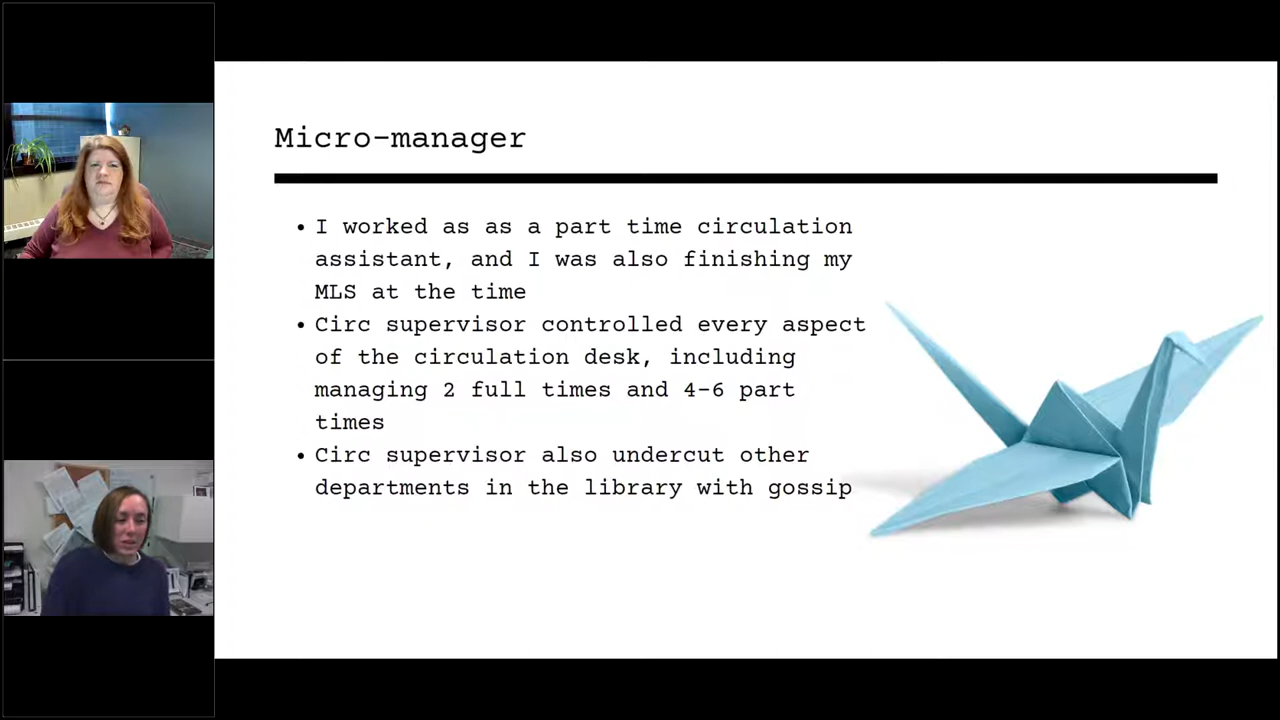 Micro-manager
• I worked as as a part time circulation
assistant, and I was also finishing my
MLS at the time
• Circ supervisor controlled every aspect
of the circulation desk, including
managing 2 full times and 4-6 part
times
• Circ supervisor also undercut other
departments in the library with gossip